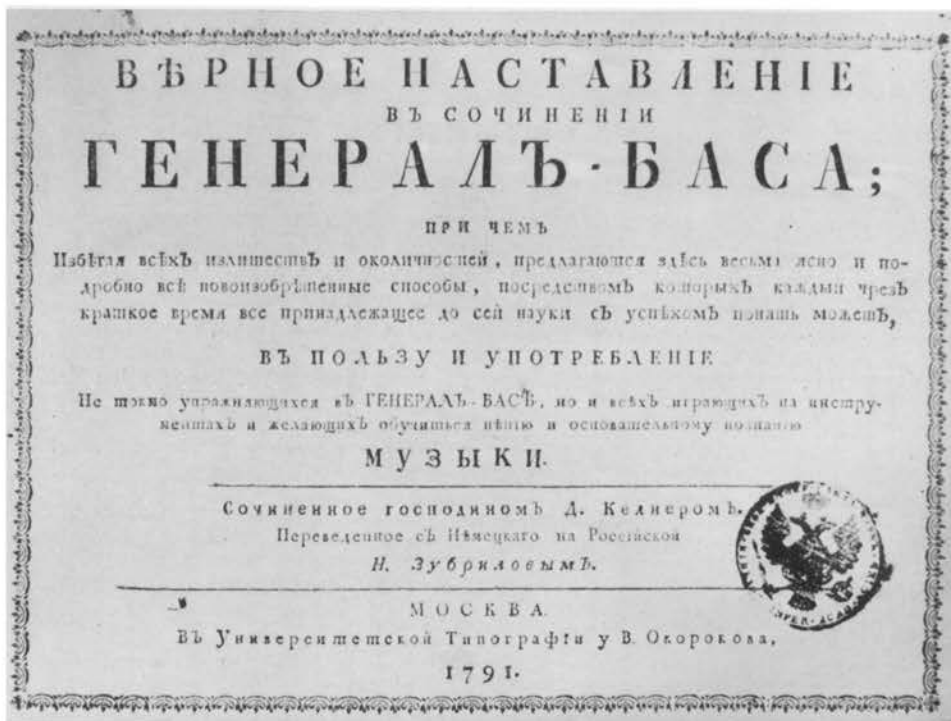 ВѢРНОЕ НАСТАВЛЕНІЕ
ВЪ СОЧИНЕНІИ
ГЕНЕРАЛЪ-БАСА;
ПРИ ЧЕМЪ
Избѣгая всѣхъ излишествъ и околичностей, предлагаются здѣсь весьма ясно и по-
дробно всѣ новоизобрѣтенные способы, посредствомъ которыхъ каждый чрезъ
краткое время все принадлежащее до сей науки съ успѣхомъ понять можетъ,
ВЪ ПОЛЬЗУ И УПОТРЕБЛЕНІЕ
Не токмо упражняющихся въ ГЕНЕРАЛЪ-БАСѢ, но и всѣхъ играющихъ на инстру-
ментахъ и желающихъ обучиться пѣнію и основательному познанію
МУЗЫКИ.
Сочиненное господиномъ Д. Келнеромъ.
Переведенное съ Нѣмецкаго на Россійской
Н. Зубриловымъ.
МОСКВА.
Въ Университетской Типографіи у В. Окорокова,
1791.